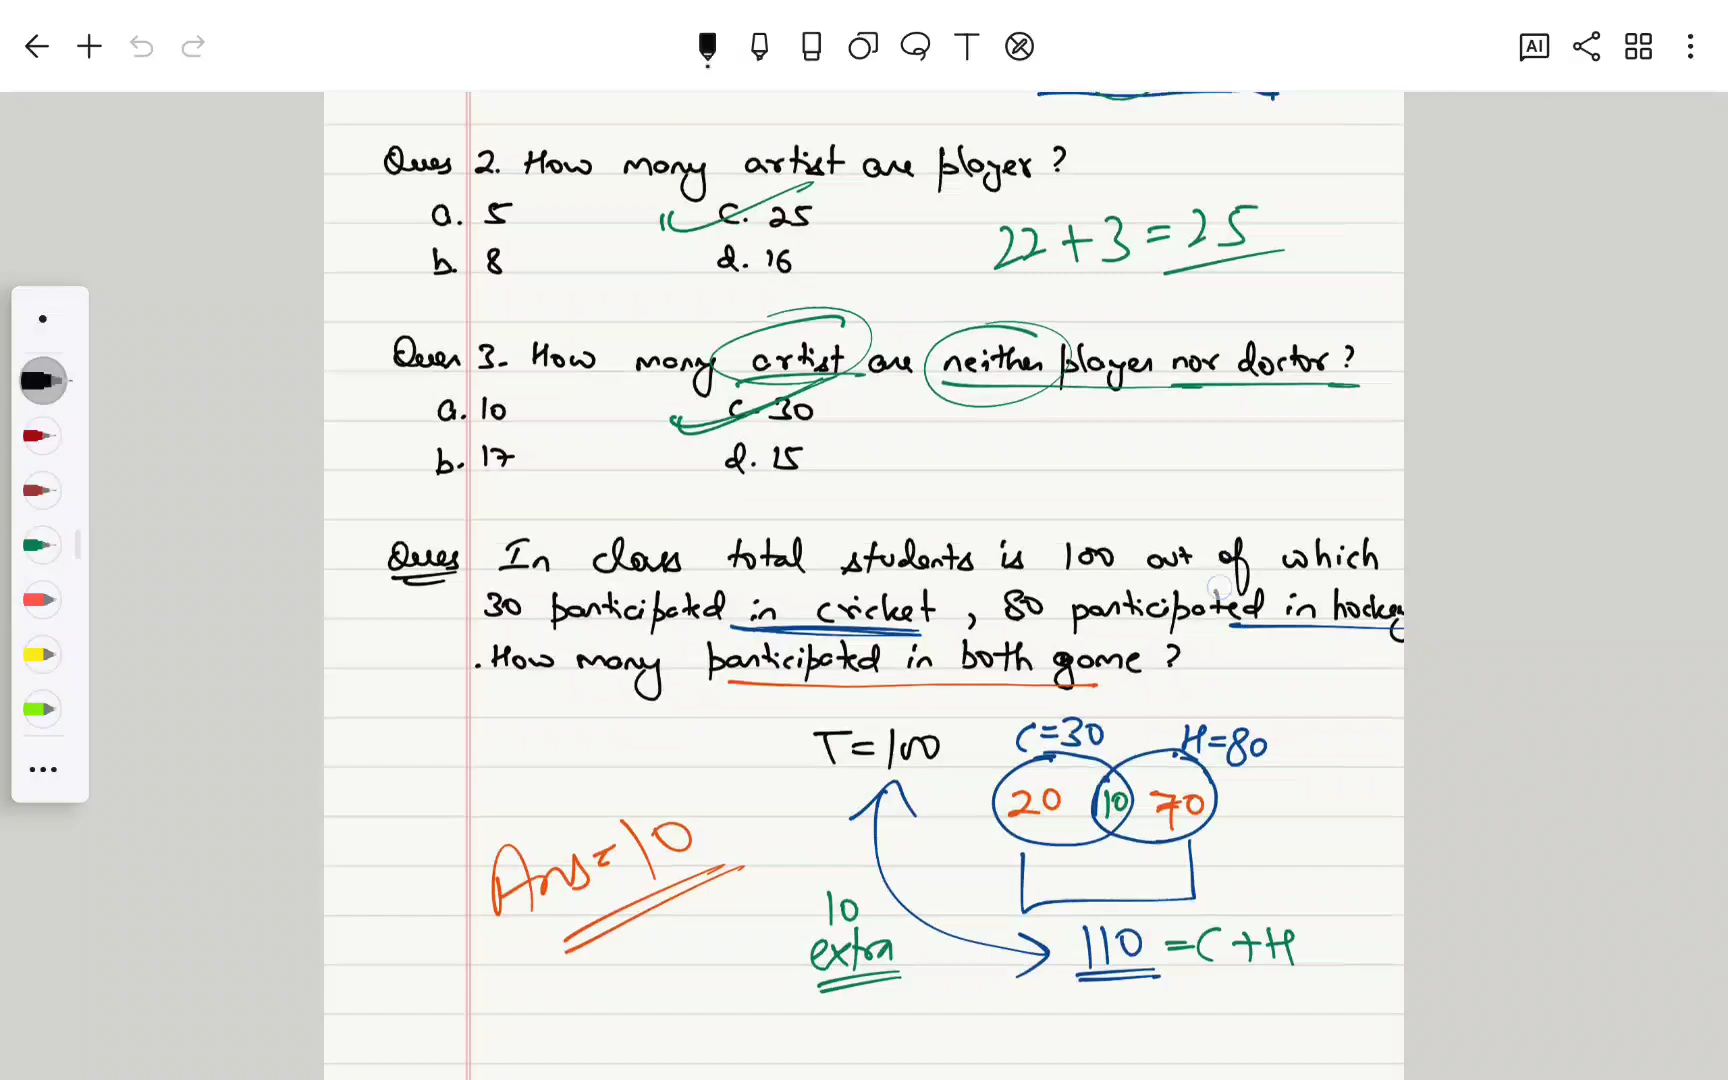 AI
T
Ques 2. How many artist are player?
a. 5
c. 25
b. 8
d. 16
22+3=25
Ques 3- How many artist are neither player nor doctor?
a. 10
c. 30
b. 17
d. 15
Ques In class total students is 100 out of which
30 participated in cricket, 80 participated in hockey
. How many participated in both game?
T=100
C=30
H=80
20
10
70
Ans=10
10
extra
110 =C+H